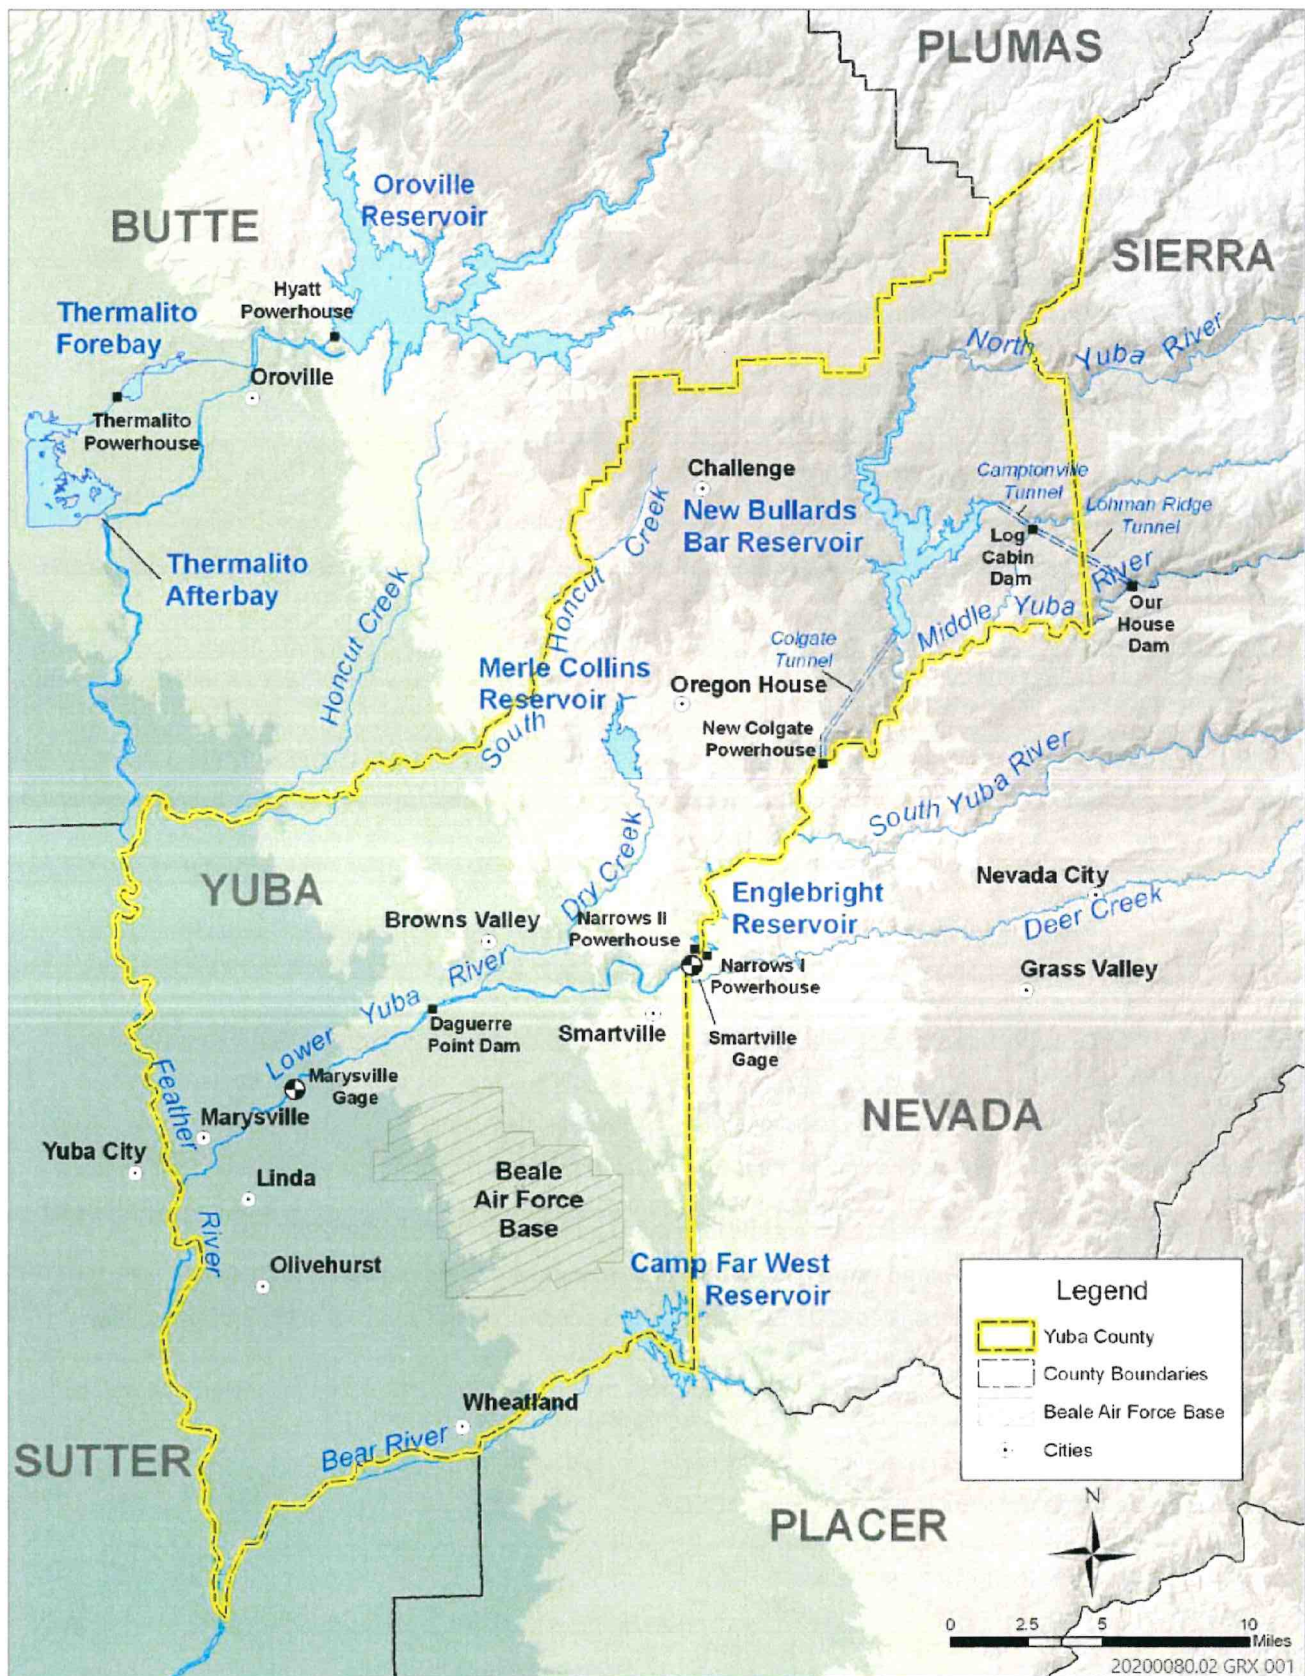 PLUMAS
Oroville
Reservoir
BUTTE
SIERRA
Hyatt
Powerhouse
Thermalito
Forebay
North
Yuba River
Oroville
Thermalito
Powerhouse
Challenge
Camptonville
Tunnel
New Bullards
Bar Reservoir
Lohman Ridge
Tunnel
Log
Cabin
Dam
Thermalito
Afterbay
Creek
Honcut
South
Honcut Creek
Middle Yuba River
Our
House
Dam
Colgate
Tunnel
Merle Collins
Reservoir
Oregon House
New Colgate
Powerhouse
South Yuba River
YUBA
Dry Creek
Englebright
Reservoir
Nevada City
Deer Creek
Browns Valley
Narrows II
Powerhouse
Narrows I
Powerhouse
Grass Valley
Lower Yuba River
Daguerre
Point Dam
Smartville
Smartville
Gage
Marysville
Gage
Feather
River
Marysville
NEVADA
Yuba City
Linda
Beale
Air Force
Base
Olivehurst
Camp Far West
Reservoir
Legend
Yuba County
County Boundaries
Beale Air Force Base
Cities
Wheatland
Bear River
SUTTER
PLACER
N
0 2.5 5 10
Miles
20200080.02 GRX 001